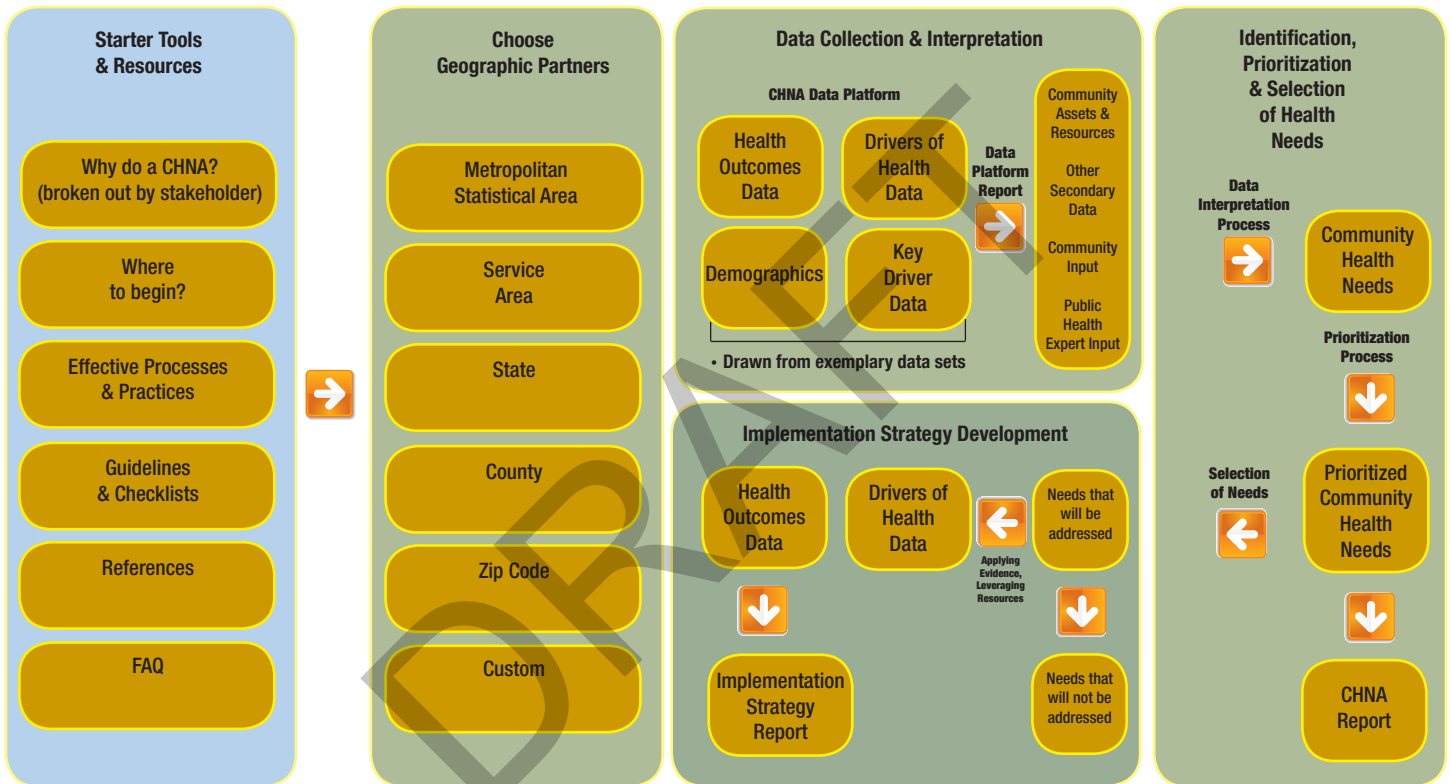 Starter Tools
& Resources
Why do a CHNA?
(broken out by stakeholder)
Where
to begin?
Effective Processes
& Practices
Guidelines
& Checklists
References
FAQ
Choose
Geographic Partners
Metropolitan
Statistical Area
Service
Area
State
County
Zip Code
Custom
Data Collection & Interpretation
CHNA Data Platform
Health
Outcomes
Data
Drivers of
Health
Data
Demographics
Key
Driver
Data
• Drawn from exemplary data sets
Data
Platform
Report
Community
Assets &
Resources
Other
Secondary
Data
Community
Input
Public
Health
Expert Input
Identification,
Prioritization
& Selection
of Health
Needs
Data
Interpretation
Process
Community
Health
Needs
Prioritization
Process
Prioritized
Community
Health
Needs
Selection
of Needs
CHNA
Report
Implementation Strategy Development
Health
Outcomes
Data
Drivers of
Health
Data
Applying
Evidence,
Leveraging
Resources
Needs that
will be
addressed
Implementation
Strategy
Report
Needs that
will not be
addressed
DRAFT